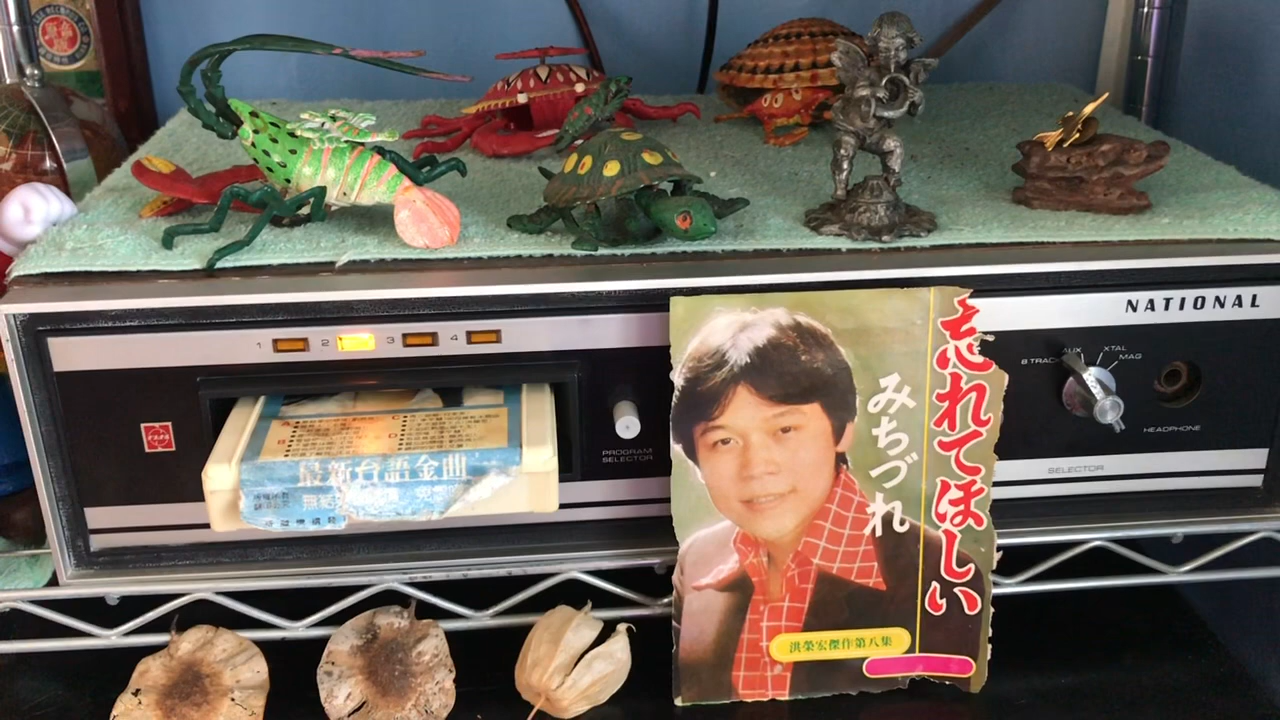 NATIONAL
1 2 3 4
8 TRACK
AUX
XTAL
MAG
HEADPHONE
SELECTOR
PROGRAM
SELECTOR
A
B
C
D
最新台語金曲
忘れてほしい
みちづれ
洪榮宏傑作第八集